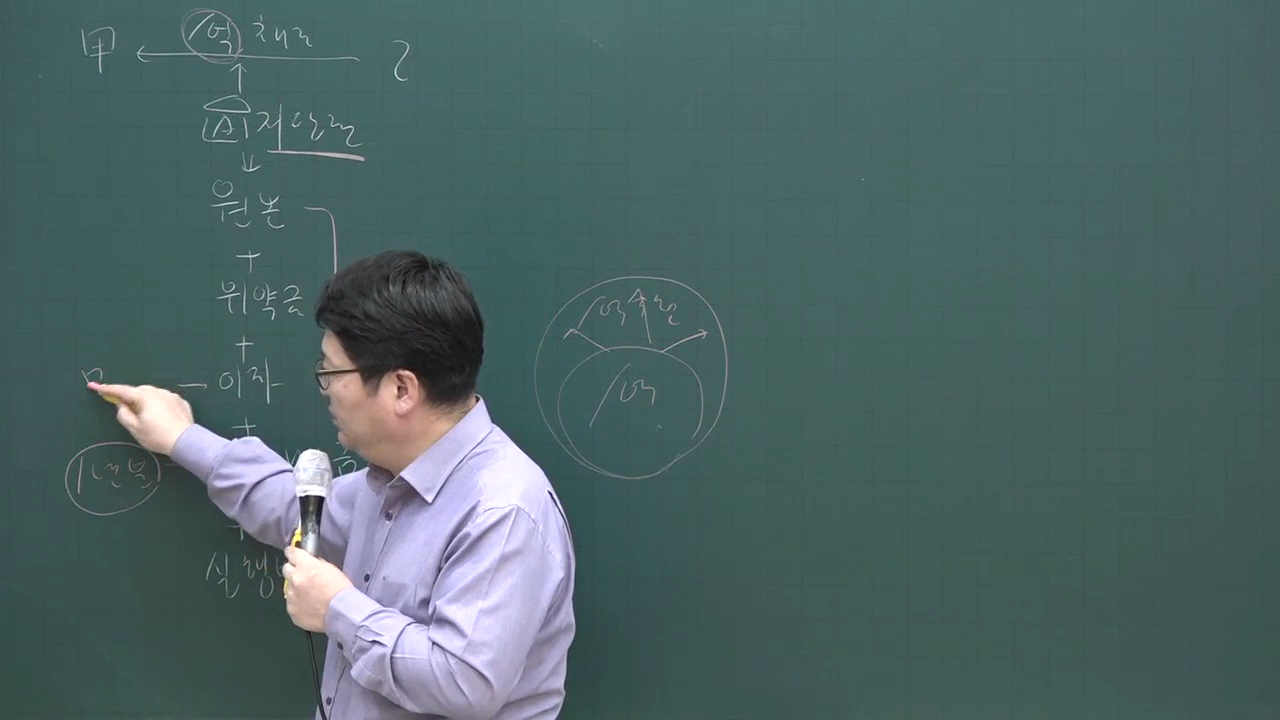 甲 1억 채권 乙
저당권
원본
+
위약금
+
이자
+
1년분
+
실행
1억